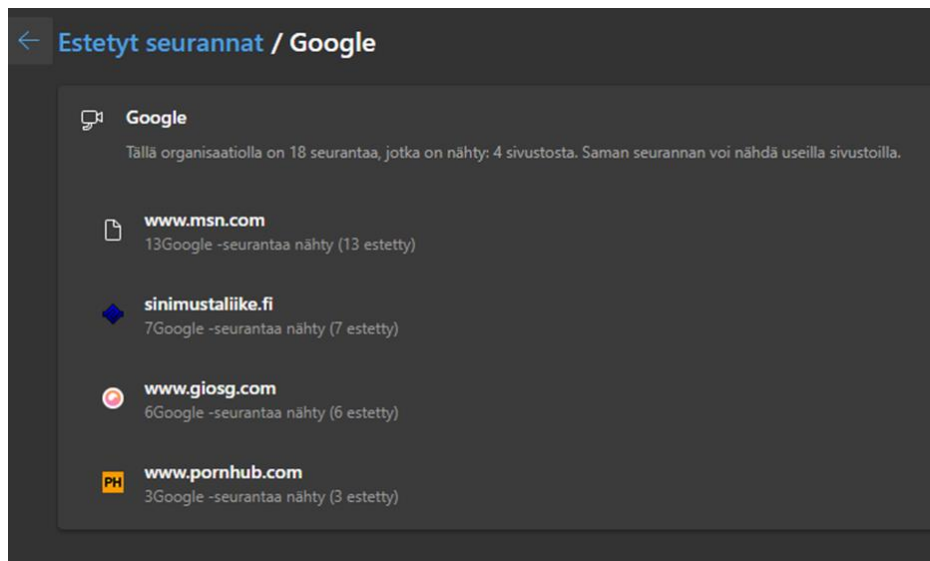 Estetyt seurannat / Google
Google
Tällä organisaatiolla on 18 seurantaa, jotka on nähty: 4 sivustosta. Saman seurannan voi nähdä useilla sivustoilla.
www.msn.com
13Google -seurantaa nähty (13 estetty)
sinimustaliike.fi
7Google -seurantaa nähty (7 estetty)
www.giosg.com
6Google -seurantaa nähty (6 estetty)
PH
www.pornhub.com
3Google -seurantaa nähty (3 estetty)